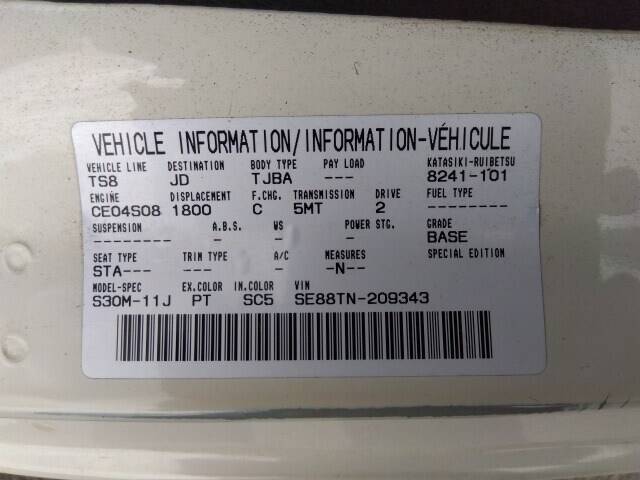 VEHICLE INFORMATION/INFORMATION-VÉHICULE
VEHICLE LINE DESTINATION BODY TYPE PAY LOAD KATASIKI-RUIBETSU
TS8 JD TJBA --- 8241-101
ENGINE DISPLACEMENT F.CHG. TRANSMISSION DRIVE FUEL TYPE
CE04S08 1800 C 5MT 2 ---------
SUSPENSION A.B.S. WS POWER STG. GRADE
--------- - -- - BASE
SEAT TYPE TRIM TYPE A/C MEASURES SPECIAL EDITION
STA--- --- - -N--
MODEL-SPEC EX.COLOR IN.COLOR VIN
S30M-11J PT SC5 SE88TN-209343